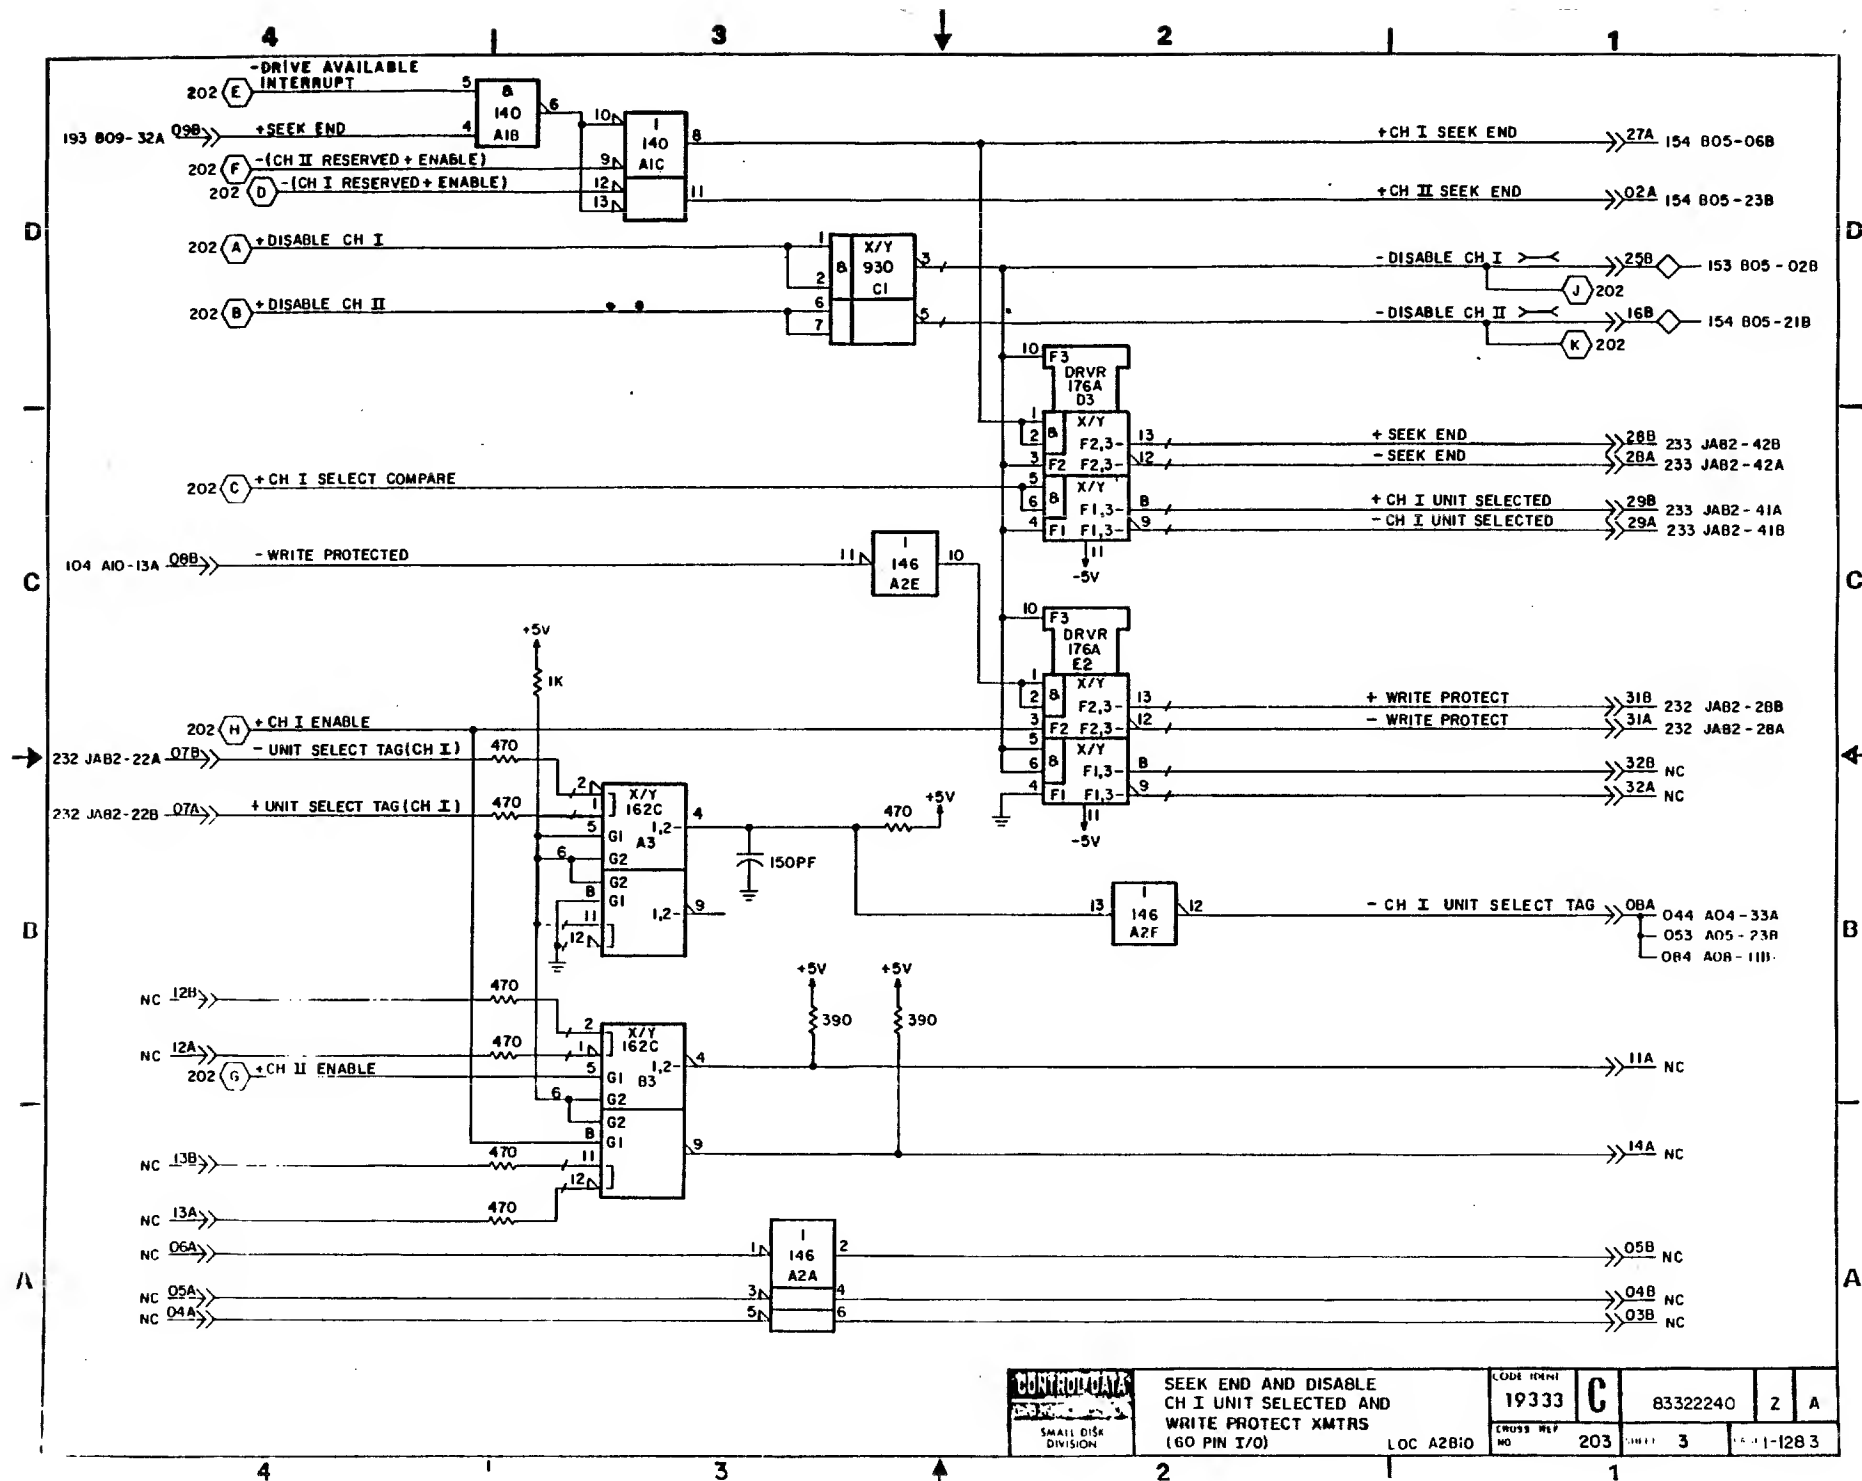 4 3 2 1
-DRIVE AVAILABLE
INTERRUPT
202 E 5
& 140 A1B
6
193 B09-32A 09B +SEEK END 4
10 1 140 A1C 8
+CH I SEEK END 27A 154 B05-06B
202 F -(CH II RESERVED + ENABLE) 9
202 D -(CH I RESERVED + ENABLE) 12
13 11
+CH II SEEK END 02A 154 B05-23B
D D
202 A +DISABLE CH I 1
2 & X/Y 930 C1 3
-DISABLE CH I 25B 153 B05-02B
J 202
202 B +DISABLE CH II 6
7 5
-DISABLE CH II 16B 154 B05-21B
K 202
10 F3
DRVR
176A
D3
1 X/Y
2 & F2,3- 13 + SEEK END 28B 233 JA82-42B
3 F2 F2,3- 12 - SEEK END 28A 233 JAB2-42A
202 C +CH I SELECT COMPARE 5 X/Y
6 & F1,3- 8 + CH I UNIT SELECTED 29B 233 JAB2-41A
4 F1 F1,3- 9 - CH I UNIT SELECTED 29A 233 JAB2-41B
11
-5V
104 A10-13A 08B -WRITE PROTECTED 11
1 146 A2E 10
C C
10 F3
DRVR
176A
E2
+5V
1K
1 X/Y
2 & F2,3- 13 + WRITE PROTECT 31B 232 JAB2-28B
202 H +CH I ENABLE 3 F2 F2,3- 12 - WRITE PROTECT 31A 232 JAB2-28A
5 X/Y
6 & F1,3- 8 32B NC
4 F1 F1,3- 9 32A NC
11
-5V
232 JAB2-22A 07B - UNIT SELECT TAG(CH I) 470 2
X/Y
162C
232 JAB2-22B 07A + UNIT SELECT TAG(CH I) 470 1
5 G1 A3 1,2- 4
6 G2
150PF
470 +5V
G2
8 G1
11 1,2- 9
12
B B
13 1 146 A2F 12
- CH I UNIT SELECT TAG 08A 044 A04-33A
053 A05-23B
084 A08-11B
NC 12B 470 2
+5V +5V
390 390
X/Y
162C
NC 12A 470 1
202 G +CH II ENABLE 5 G1 B3 1,2- 4 11A NC
6 G2
G2
8 G1
9 14A NC
NC 13B 470 11
12
NC 13A 470
NC 06A 1 1 146 A2A 2 05B NC
A A
NC 05A 3 4 04B NC
NC 04A 5 6 03B NC
CONTROL DATA
SMALL DISK
DIVISION
SEEK END AND DISABLE
CH I UNIT SELECTED AND
WRITE PROTECT XMTRS
(60 PIN I/O) LOC A2B10
CODE IDENT
19333 C 83322240 Z A
CROSS REF
NO 203 SHEET 3 1-128 3
4 3 2 1